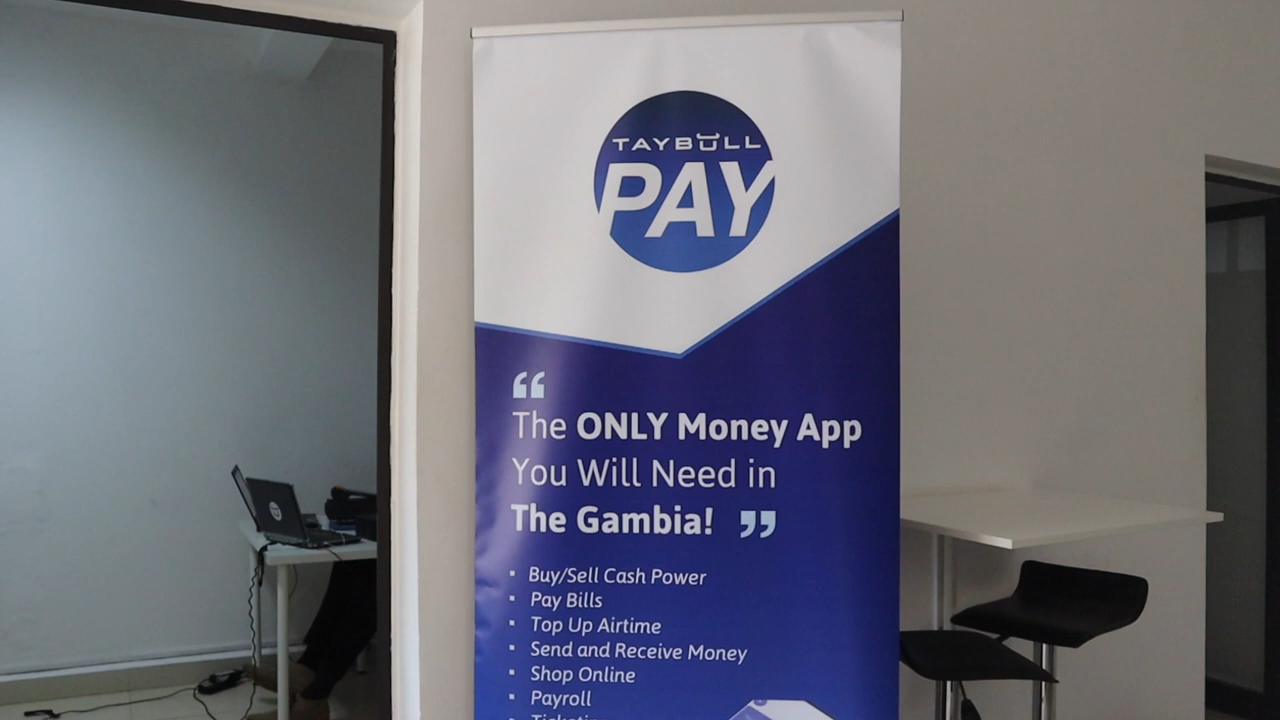 TAYBULL
PAY
“
The ONLY Money App
You Will Need in
The Gambia! ”
▪ Buy/Sell Cash Power
▪ Pay Bills
▪ Top Up Airtime
▪ Send and Receive Money
▪ Shop Online
▪ Payroll